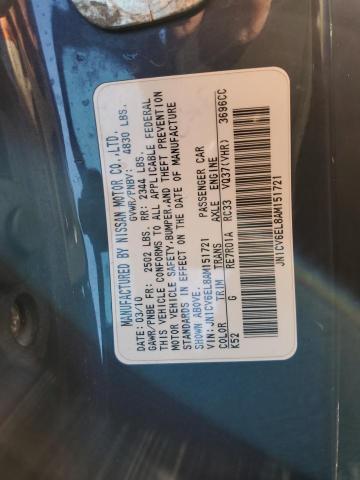 MANUFACTURED BY NISSAN MOTOR CO.,LTD.
DATE: 03/10 GVWR/PNBV: 4830 LBS.
GAWR/PNBE FR: 2502 LBS. RR: 2344 LBS.
THIS VEHICLE CONFORMS TO ALL APPLICABLE FEDERAL
MOTOR VEHICLE SAFETY,BUMPER,AND THEFT PREVENTION
STANDARDS IN EFFECT ON THE DATE OF MANUFACTURE
SHOWN ABOVE.
VIN:JN1CV6EL8AM151721 PASSENGER CAR
COLOR TRIM TRANS AXLE ENGINE
K52 G RE7R01A RC33 VQ37(VHR) 3696CC
JN1CV6EL8AM151721